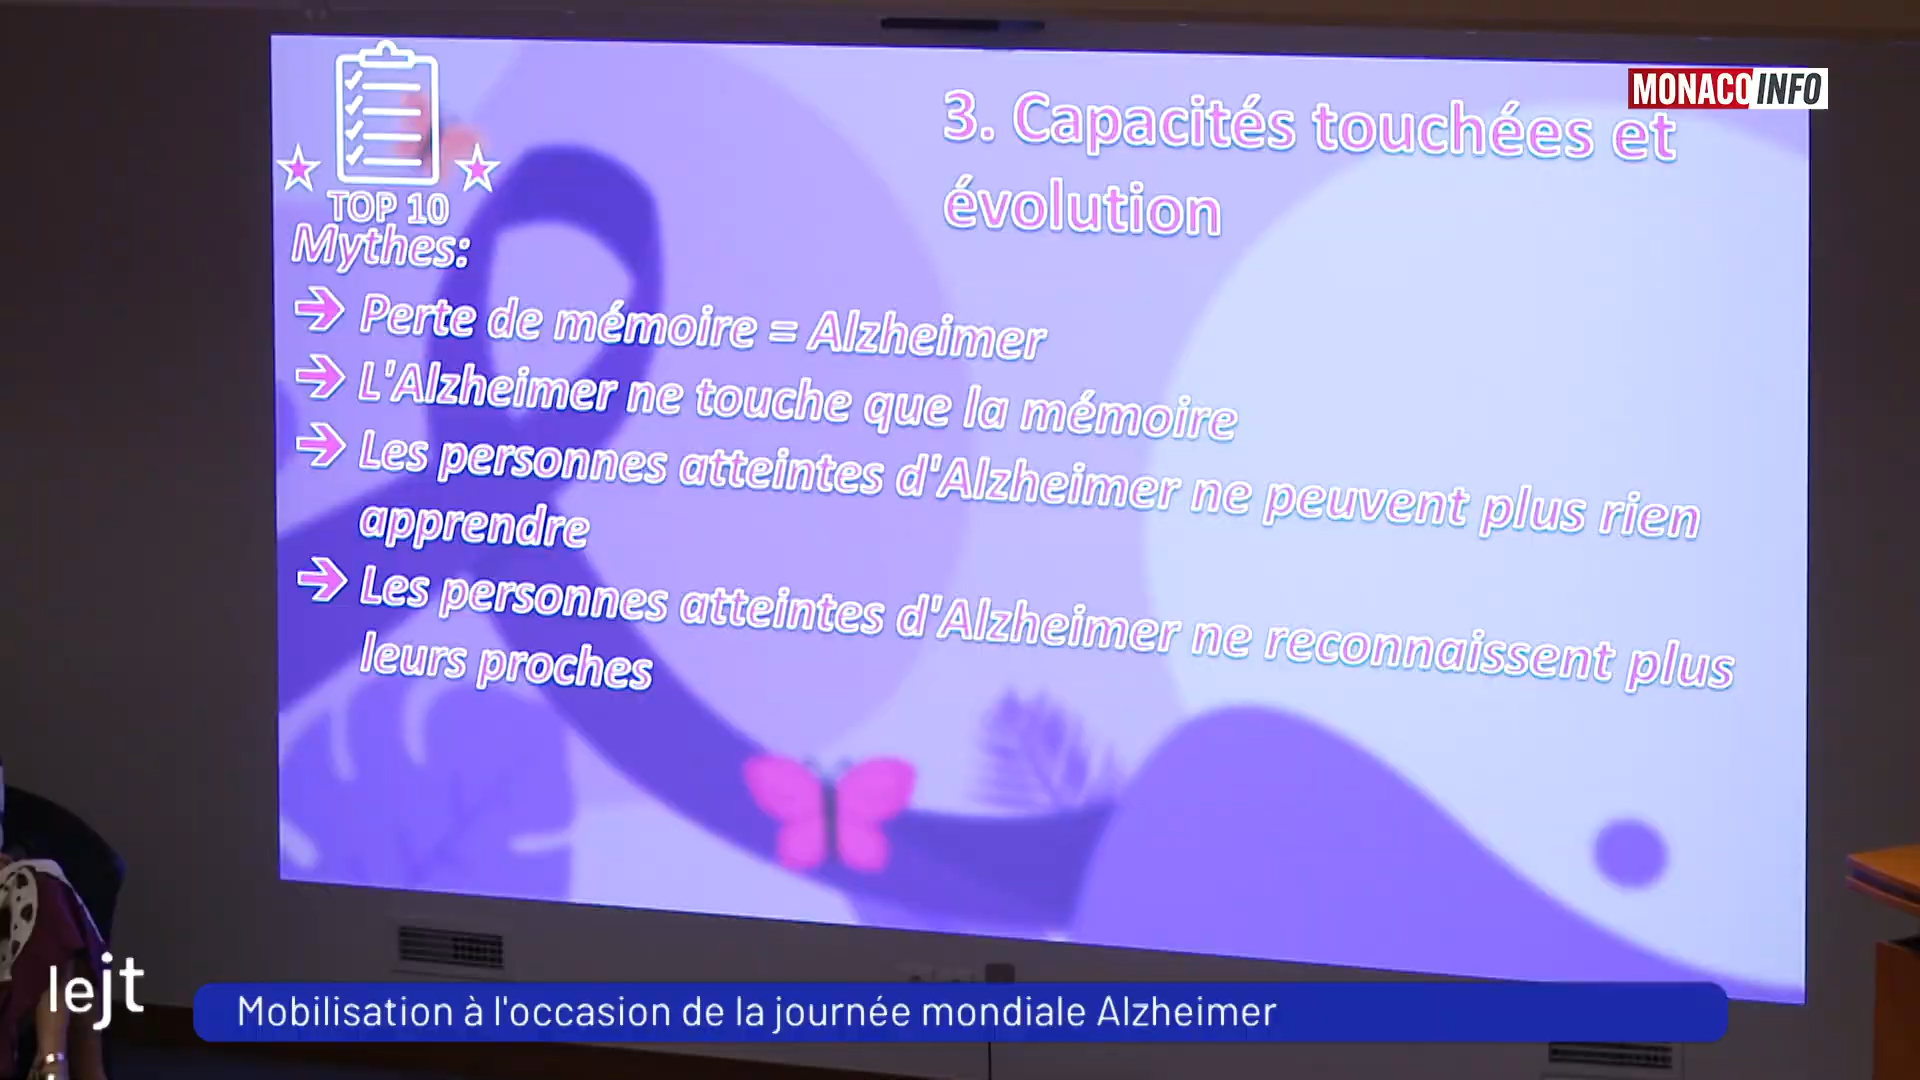 MONACOINFO
TOP 10
3. Capacités touchées et
évolution
Mythes:
Perte de mémoire = Alzheimer
L'Alzheimer ne touche que la mémoire
Les personnes atteintes d'Alzheimer ne peuvent plus rien
apprendre
Les personnes atteintes d'Alzheimer ne reconnaissent plus
leurs proches
lejt
Mobilisation à l'occasion de la journée mondiale Alzheimer